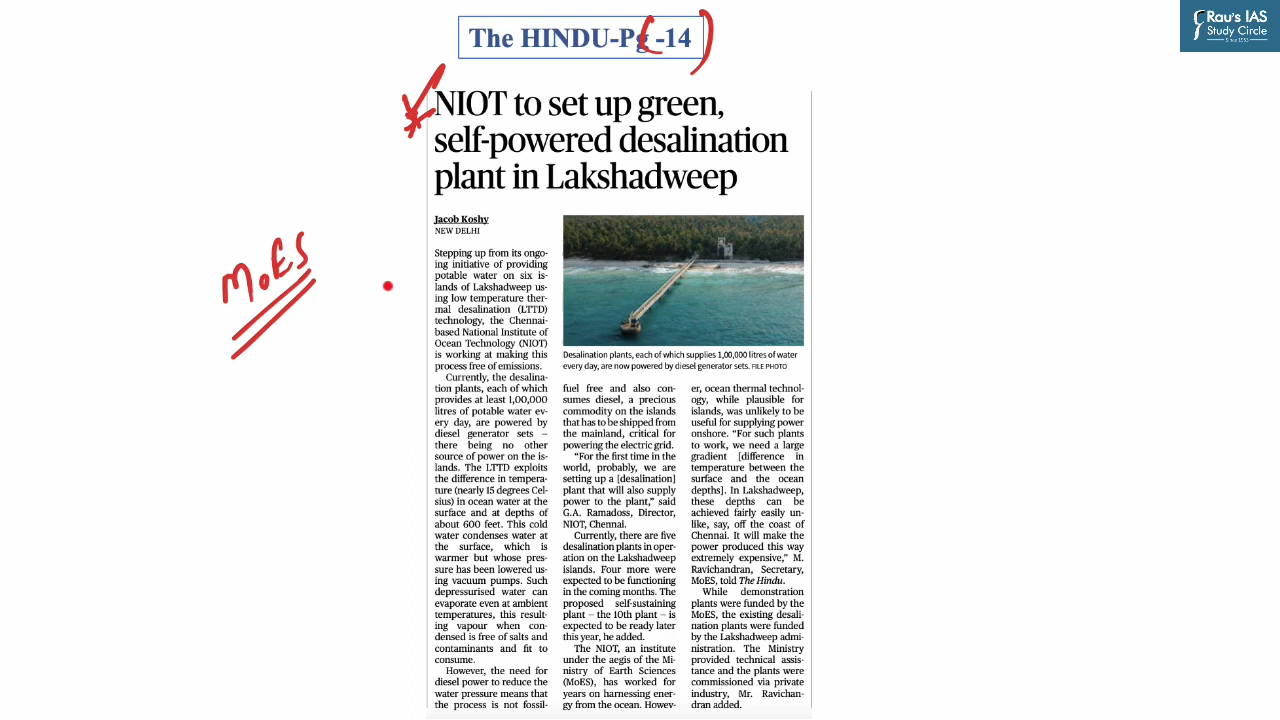 The HINDU-Pg -14
Rau's IAS
Study Circle
Since 1953
NIOT to set up green,
self-powered desalination
plant in Lakshadweep
MoES
Jacob Koshy
NEW DELHI
Stepping up from its ongo-
ing initiative of providing
potable water on six is-
lands of Lakshadweep us-
ing low temperature ther-
mal desalination (LTTD)
technology, the Chennai-
based National Institute of
Ocean Technology (NIOT)
is working at making this
process free of emissions.
Currently, the desalina-
tion plants, each of which
provides at least 1,00,000
litres of potable water ev-
ery day, are powered by
diesel generator sets –
there being no other
source of power on the is-
lands. The LTTD exploits
the difference in tempera-
ture (nearly 15 degrees Cel-
sius) in ocean water at the
surface and at depths of
about 600 feet. This cold
water condenses water at
the surface, which is
warmer but whose pres-
sure has been lowered us-
ing vacuum pumps. Such
depressurised water can
evaporate even at ambient
temperatures, this result-
ing vapour when con-
densed is free of salts and
contaminants and fit to
consume.
However, the need for
diesel power to reduce the
water pressure means that
the process is not fossil-
Desalination plants, each of which supplies 1,00,000 litres of water
every day, are now powered by diesel generator sets. FILE PHOTO
fuel free and also con-
sumes diesel, a precious
commodity on the islands
that has to be shipped from
the mainland, critical for
powering the electric grid.
“For the first time in the
world, probably, we are
setting up a [desalination]
plant that will also supply
power to the plant,” said
G.A. Ramadoss, Director,
NIOT, Chennai.
Currently, there are five
desalination plants in oper-
ation on the Lakshadweep
islands. Four more were
expected to be functioning
in the coming months. The
proposed self-sustaining
plant – the 10th plant – is
expected to be ready later
this year, he added.
The NIOT, an institute
under the aegis of the Mi-
nistry of Earth Sciences
(MoES), has worked for
years on harnessing ener-
gy from the ocean. Howev-
er, ocean thermal technol-
ogy, while plausible for
islands, was unlikely to be
useful for supplying power
onshore. “For such plants
to work, we need a large
gradient [difference in
temperature between the
surface and the ocean
depths]. In Lakshadweep,
these depths can be
achieved fairly easily un-
like, say, off the coast of
Chennai. It will make the
power produced this way
extremely expensive,” M.
Ravichandran, Secretary,
MoES, told The Hindu.
While demonstration
plants were funded by the
MoES, the existing desali-
nation plants were funded
by the Lakshadweep admi-
nistration. The Ministry
provided technical assis-
tance and the plants were
commissioned via private
industry, Mr. Ravichan-
dran added.